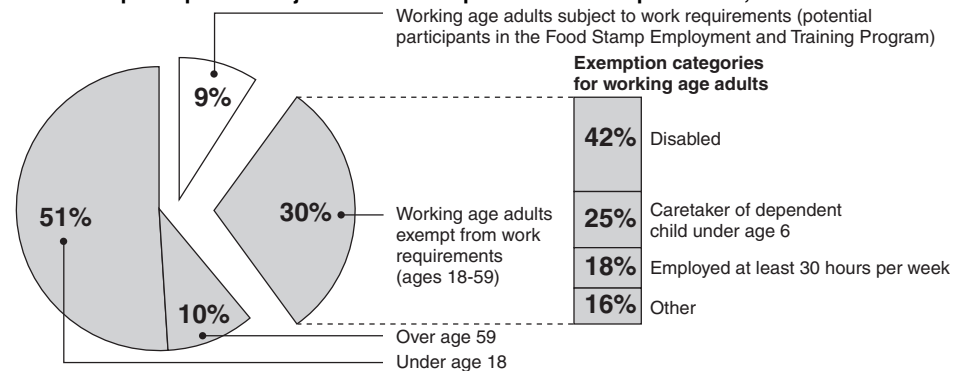 Working age adults subject to work requirements (potential
participants in the Food Stamp Employment and Training Program)
Exemption categories
for working age adults
9%
42% Disabled
51%
30%
Working age adults
exempt from work
requirements
(ages 18-59)
25% Caretaker of dependent
child under age 6
18% Employed at least 30 hours per week
16% Other
10%
Over age 59
Under age 18